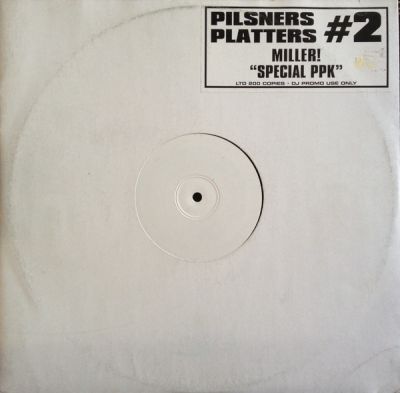 PILSNERS
PLATTERS #2
MILLER!
"SPECIAL PPK"
LTD 200 COPIES - DJ PROMO USE ONLY